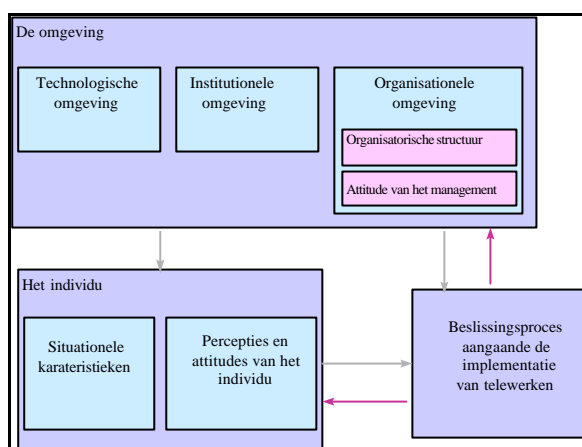 De omgeving
Technologische
omgeving
Institutionele
omgeving
Organisationele
omgeving
Organisatorische structuur
Attitude van het management
Het individu
Situationele
karateristieken
Percepties en
attitudes van het
individu
Beslissingsproces
aangaande de
implementatie
van telewerken